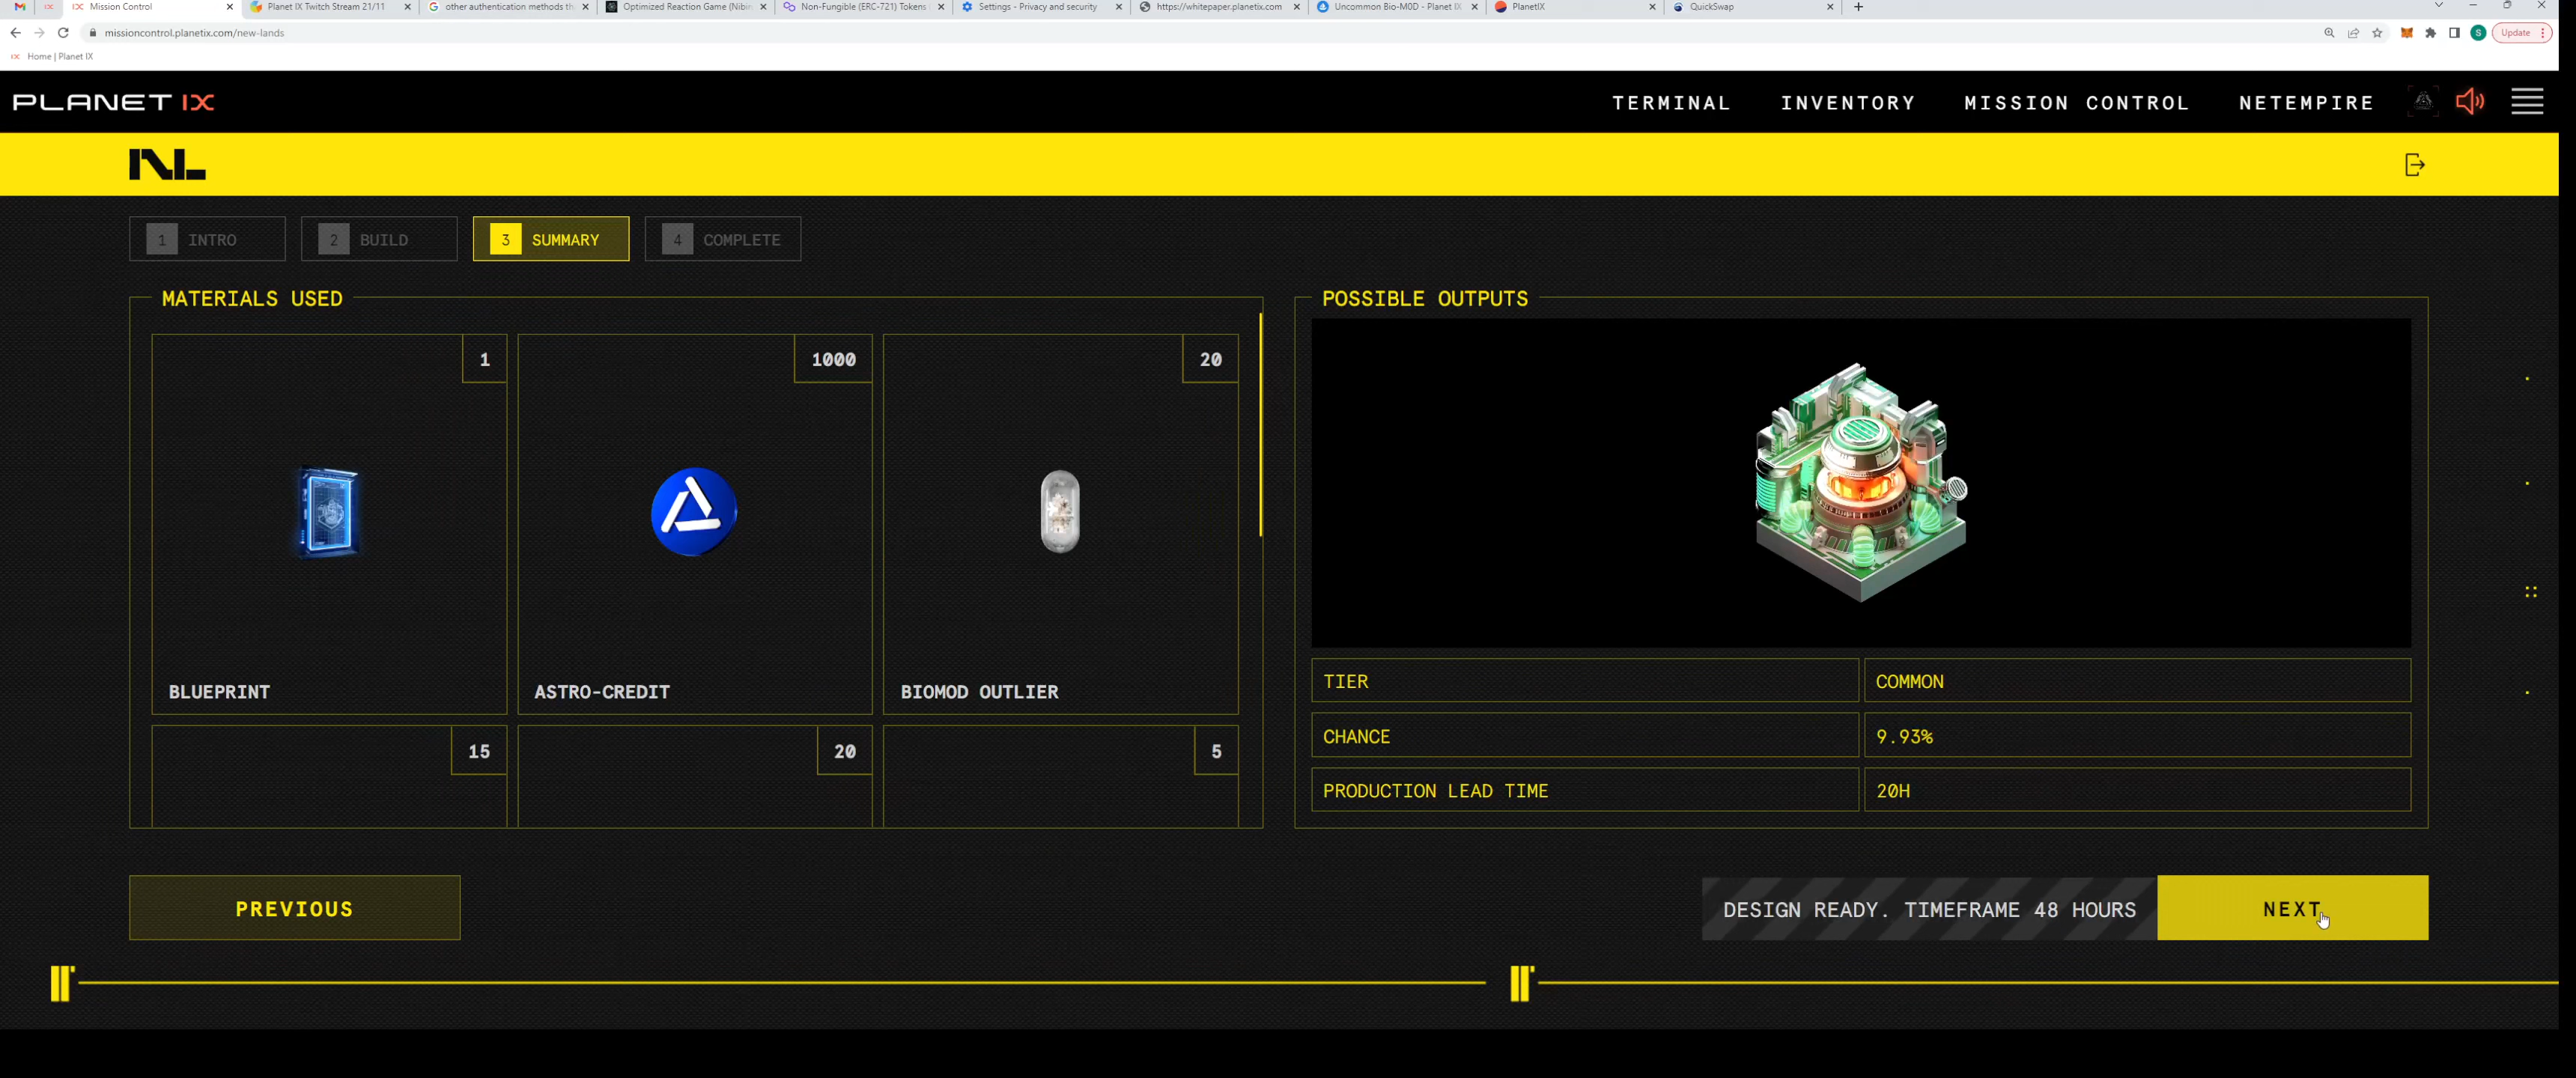 Mission Control
Planet IX Twitch Stream 21/11
other authentication methods th
Optimized Reaction Game (Nibir
Non-Fungible (ERC-721) Tokens
Settings - Privacy and security
https://whitepaper.planetix.com
Uncommon Bio-M0D - Planet IX
PlanetIX
QuickSwap
missioncontrol.planetix.com/new-lands
S
Update
Home | Planet IX
PLANET IX
TERMINAL
INVENTORY
MISSION CONTROL
NETEMPIRE
NL
1 INTRO
2 BUILD
3 SUMMARY
4 COMPLETE
MATERIALS USED
1
BLUEPRINT
1000
ASTRO-CREDIT
20
BIOMOD OUTLIER
15
20
5
POSSIBLE OUTPUTS
TIER
COMMON
CHANCE
9.93%
PRODUCTION LEAD TIME
20H
PREVIOUS
DESIGN READY. TIMEFRAME 48 HOURS
NEXT